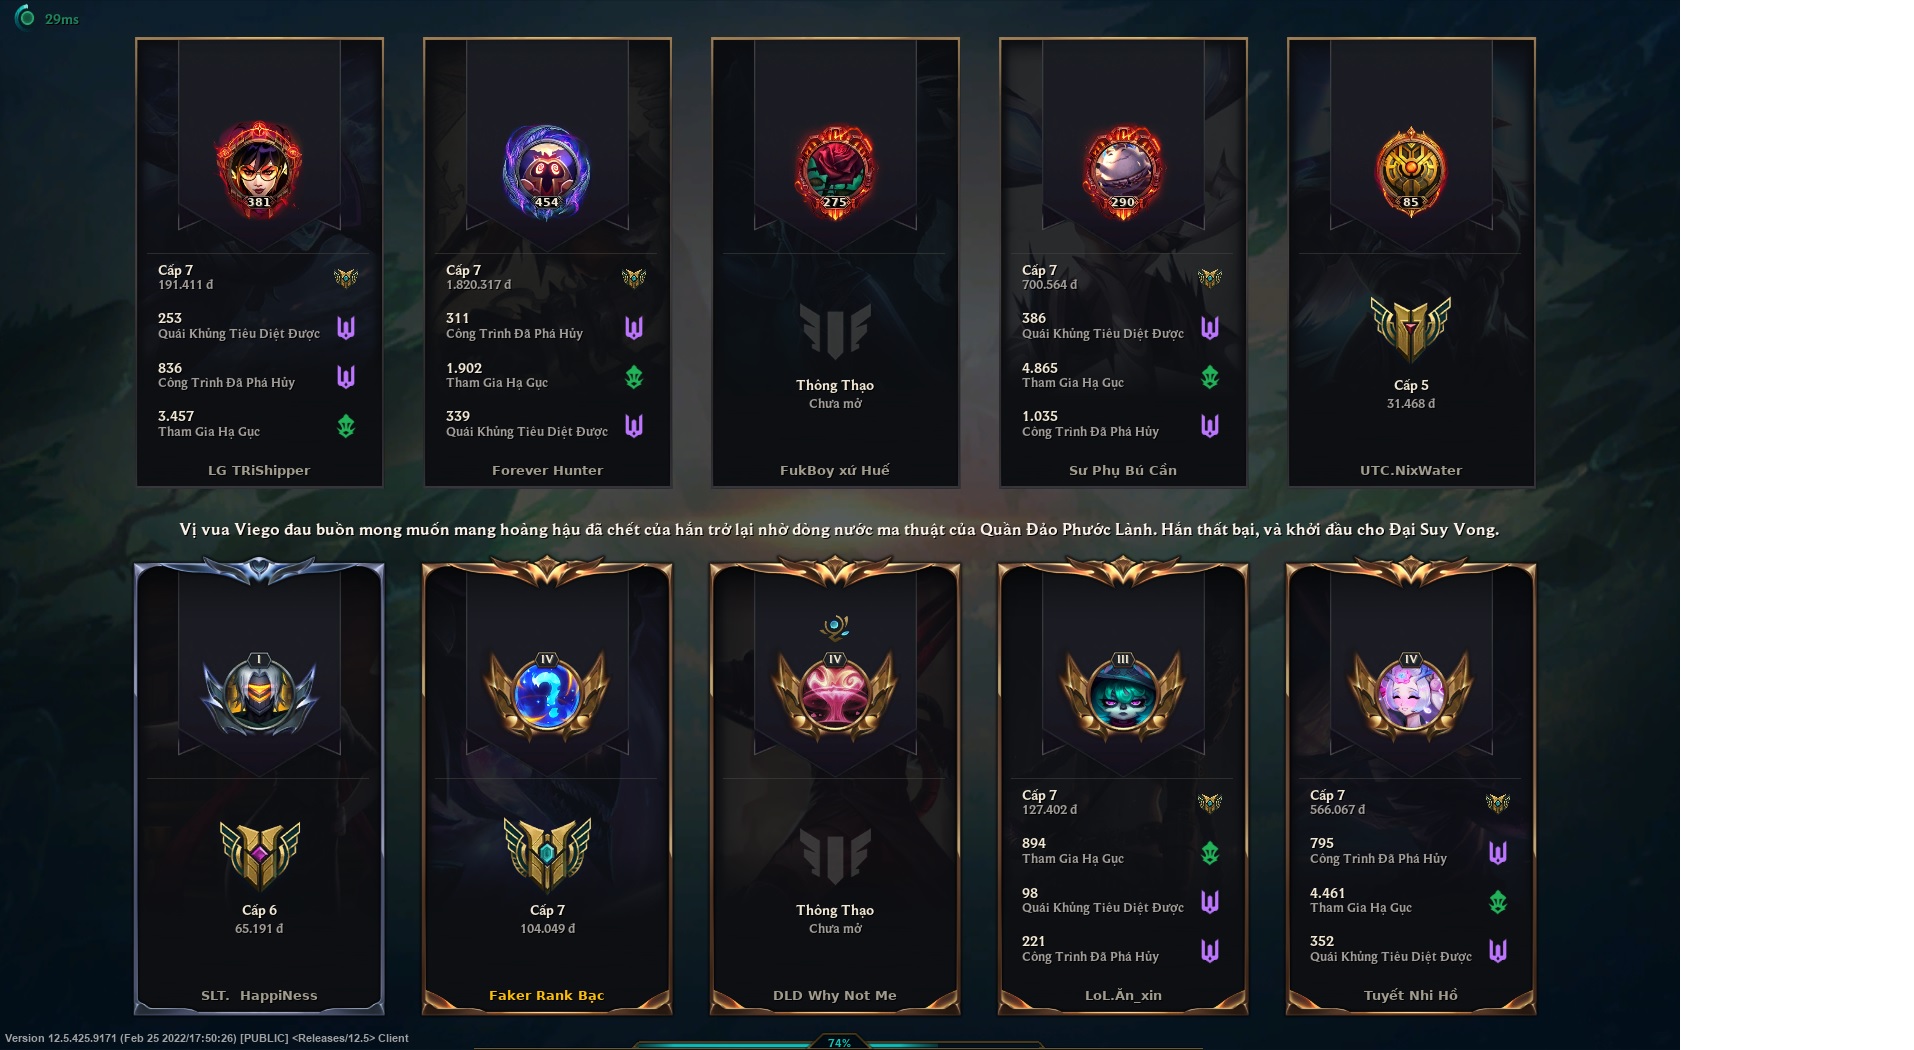 29ms
381
Cấp 7
191.411 đ
253
Quái Khủng Tiêu Diệt Được
836
Công Trình Đã Phá Hủy
3.457
Tham Gia Hạ Gục
LG TRiShipper
454
Cấp 7
1.820.317 đ
311
Công Trình Đã Phá Hủy
1.902
Tham Gia Hạ Gục
339
Quái Khủng Tiêu Diệt Được
Forever Hunter
275
Thông Thạo
Chưa mở
FukBoy xứ Huế
290
Cấp 7
700.564 đ
386
Quái Khủng Tiêu Diệt Được
4.865
Tham Gia Hạ Gục
1.035
Công Trình Đã Phá Hủy
Sư Phụ Bú Cần
85
Cấp 5
31.468 đ
UTC.NixWater
Vị vua Viego đau buồn mong muốn mang hoàng hậu đã chết của hắn trở lại nhờ dòng nước ma thuật của Quần Đảo Phước Lành. Hắn thất bại, và khởi đầu cho Đại Suy Vong.
I
Cấp 6
65.191 đ
SLT.  HappiNess
IV
Cấp 7
104.049 đ
Faker Rank Bạc
IV
Thông Thạo
Chưa mở
DLD Why Not Me
III
Cấp 7
127.402 đ
894
Tham Gia Hạ Gục
98
Quái Khủng Tiêu Diệt Được
221
Công Trình Đã Phá Hủy
LoL.Ăn_xin
IV
Cấp 7
566.067 đ
795
Công Trình Đã Phá Hủy
4.461
Tham Gia Hạ Gục
352
Quái Khủng Tiêu Diệt Được
Tuyết Nhi Hồ
Version 12.5.425.9171 (Feb 25 2022/17:50:26) [PUBLIC] <Releases/12.5> Client
74%